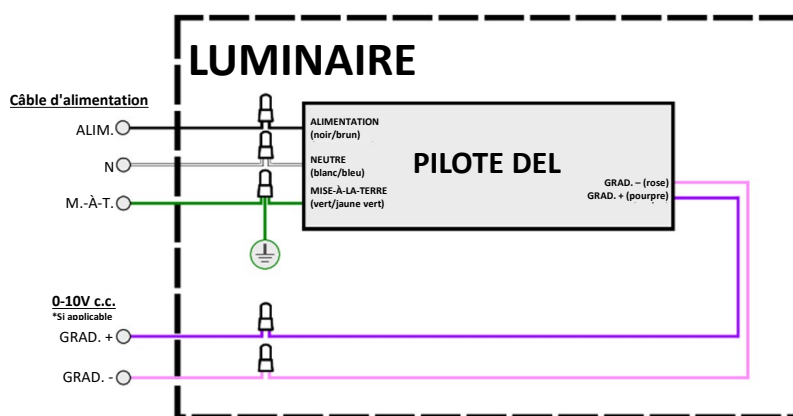 LUMINAIRE
Câble d'alimentation
ALIM.
N
M.-À-T.
ALIMENTATION
(noir/brun)
NEUTRE
(blanc/bleu)
MISE-À-LA-TERRE
(vert/jaune vert)
PILOTE DEL
GRAD. – (rose)
GRAD. + (pourpre)
0-10V c.c.
*Si applicable
GRAD. +
GRAD. -